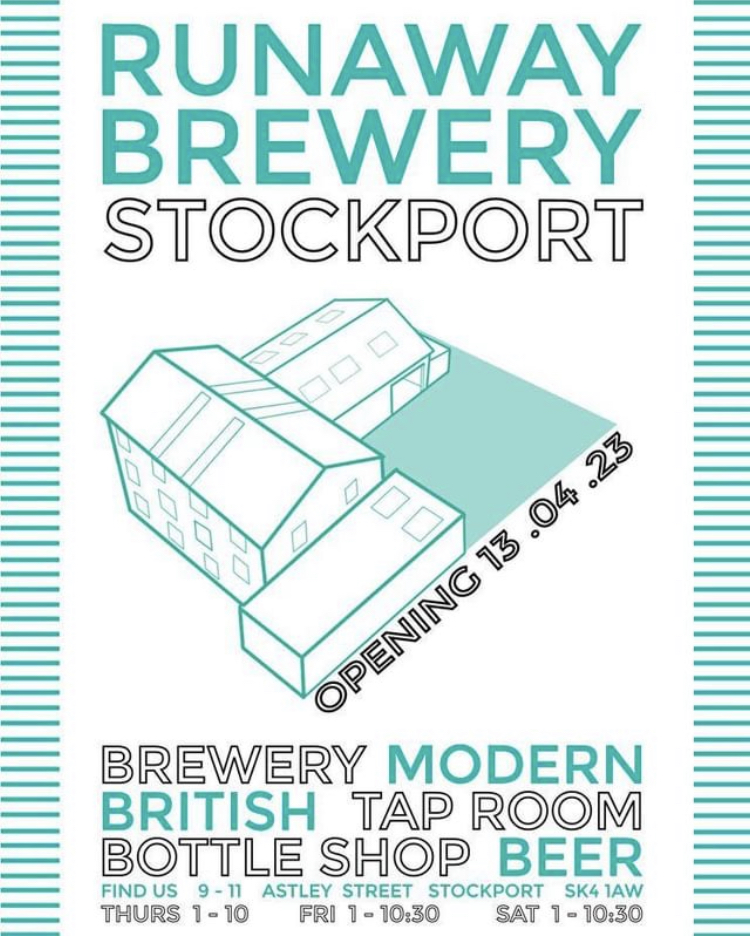 RUNAWAY
BREWERY
STOCKPORT
OPENING 13 .04 .23
BREWERY MODERN
BRITISH TAP ROOM
BOTTLE SHOP BEER
FIND US 9 - 11 ASTLEY STREET STOCKPORT SK4 1AW
THURS 1 - 10 FRI 1 - 10:30 SAT 1 - 10:30